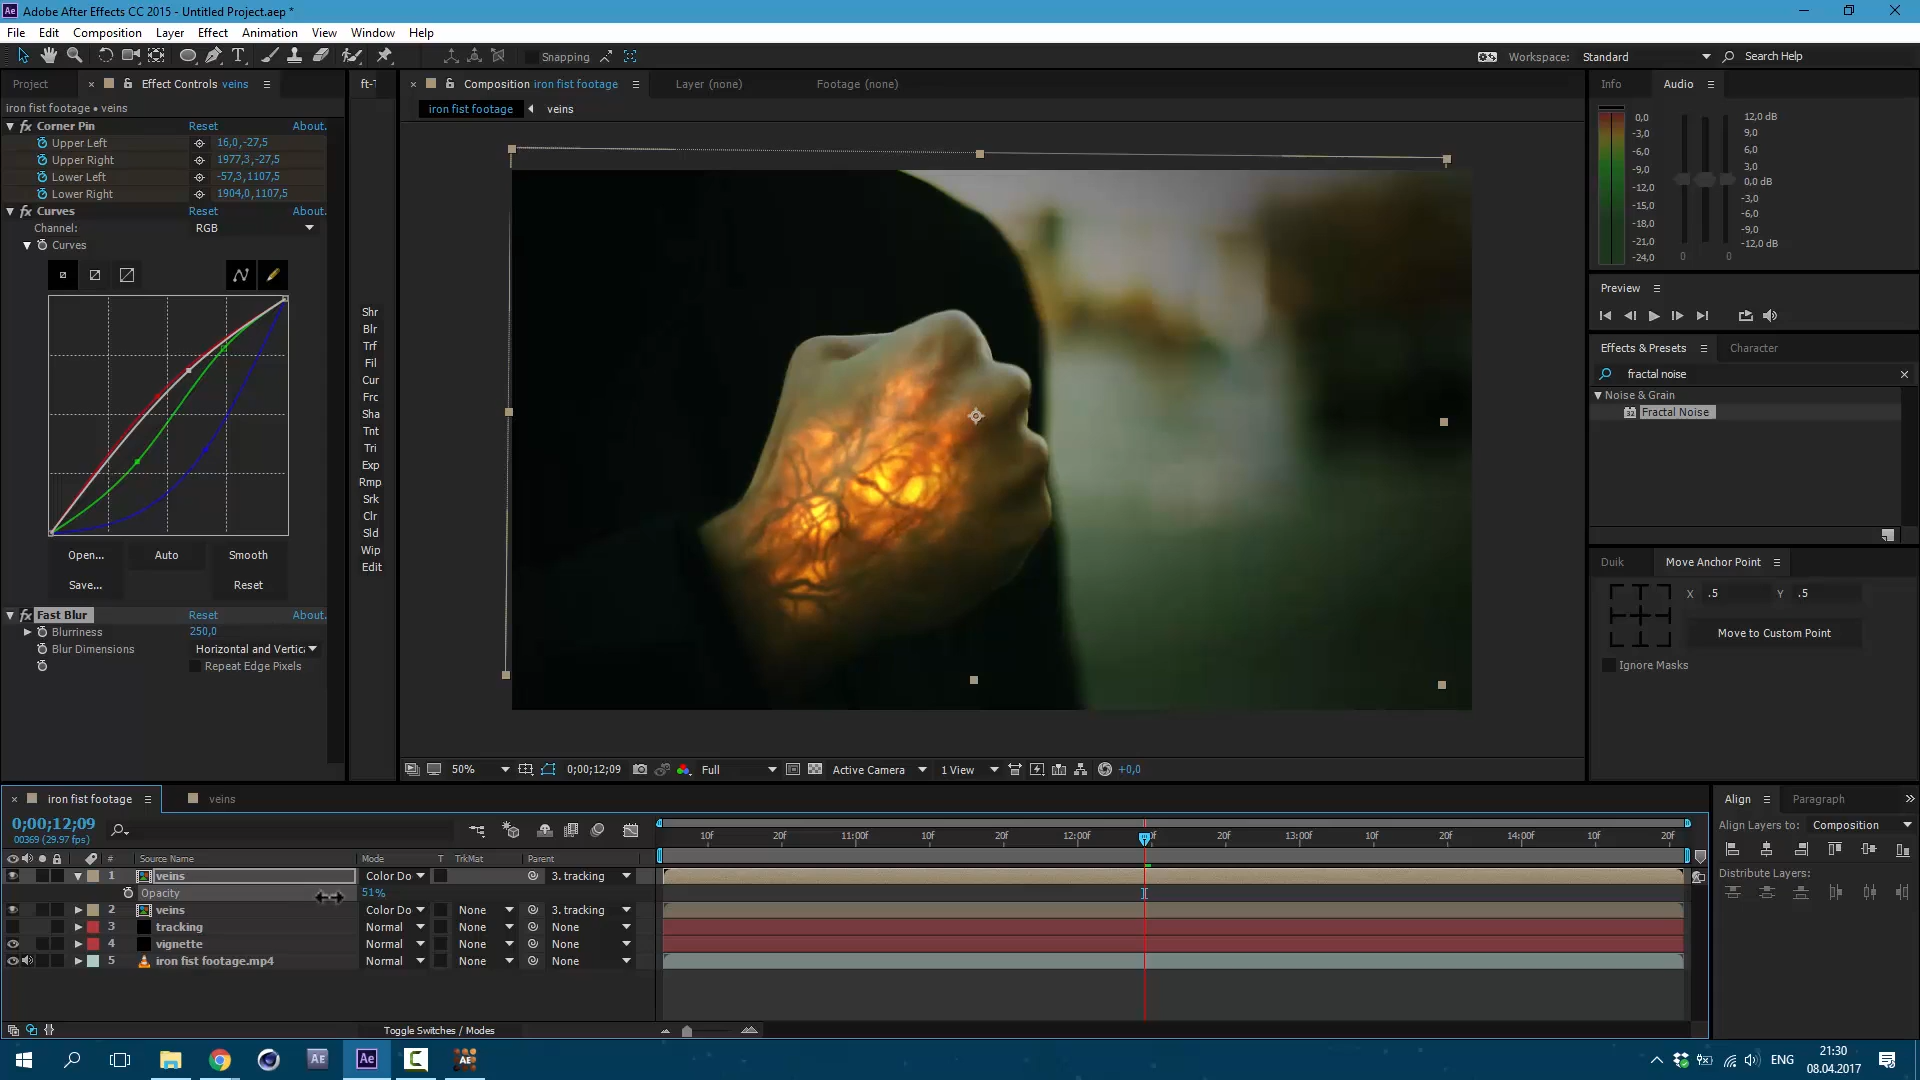 Adobe After Effects CC 2015 - Untitled Project.aep *
File Edit Composition Layer Effect Animation View Window Help
Snapping
Workspace: Standard
Search Help
Project
Effect Controls veins
ft-T
Composition iron fist footage
Layer (none)
Footage (none)
Info
Audio
iron fist footage • veins
iron fist footage
veins
Corner Pin Reset About.
Upper Left 16,0,-27,5
Upper Right 1977,3,-27,5
Lower Left -57,3,1107,5
Lower Right 1904,0,1107,5
Curves Reset About.
Channel: RGB
Curves
Open... Auto Smooth
Save... Reset
Fast Blur Reset About.
Blurriness 250,0
Blur Dimensions Horizontal and Vertica
Repeat Edge Pixels
Shr
Blr
Trf
Fil
Cur
Frc
Sha
Tnt
Tri
Exp
Rmp
Srk
Clr
Sld
Wip
Edit
0,0
-3,0
-6,0
-9,0
-12,0
-15,0
-18,0
-21,0
-24,0
12,0 dB
9,0
6,0
3,0
0,0 dB
-3,0
-6,0
-9,0
-12,0 dB
0 0
Preview
Effects & Presets
Character
fractal noise
Noise & Grain
32
Fractal Noise
Duik
Move Anchor Point
X .5 Y .5
Move to Custom Point
Ignore Masks
50%
0;00;12;09
Full
Active Camera
1 View
+0,0
iron fist footage
veins
0;00;12;09
00369 (29.97 fps)
10f 20f 11:00f 10f 20f 12:00f 20f 13:00f 10f 20f 14:00f 10f 20f
# Source Name Mode T TrkMat Parent
1 veins Color Do 3. tracking
Opacity 51%
2 veins Color Do None 3. tracking
3 tracking Normal None None
4 vignette Normal None None
5 iron fist footage.mp4 Normal None None
Toggle Switches / Modes
Align
Paragraph
Align Layers to: Composition
Distribute Layers:
Ae
Ae
AE
ENG
21:30
08.04.2017